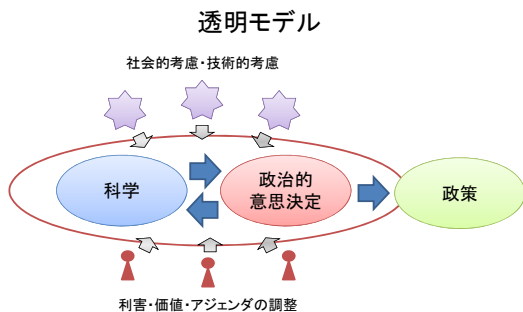 透明モデル
社会的考慮・技術的考慮
科学
政治的
意思決定
政策
利害・価値・アジェンダの調整